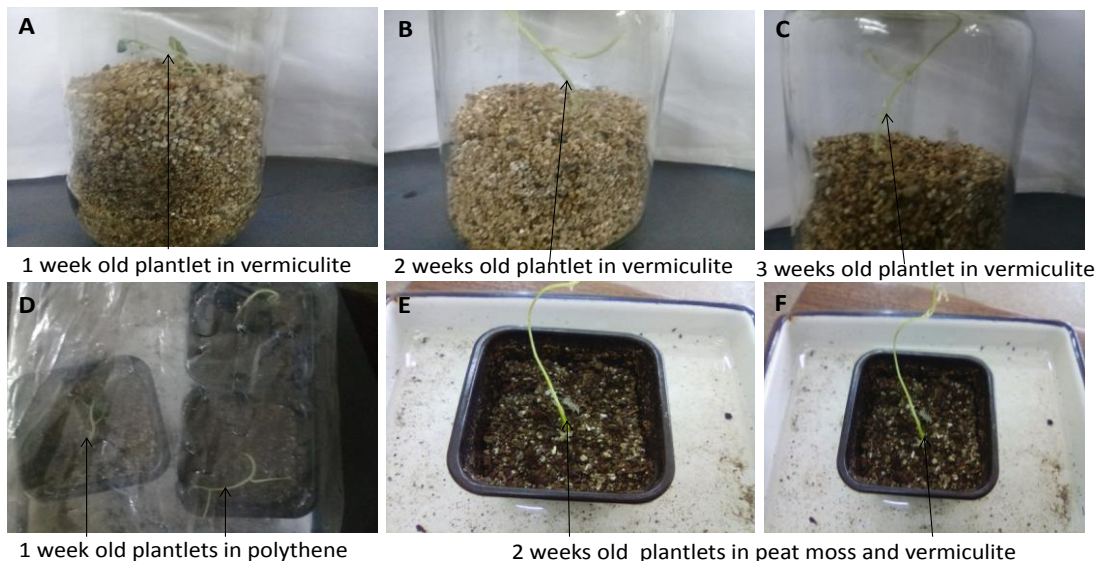 A
B
C
1 week old plantlet in vermiculite
2 weeks old plantlet in vermiculite
3 weeks old plantlet in vermiculite
D
E
F
1 week old plantlets in polythene
2 weeks old plantlets in peat moss and vermiculite